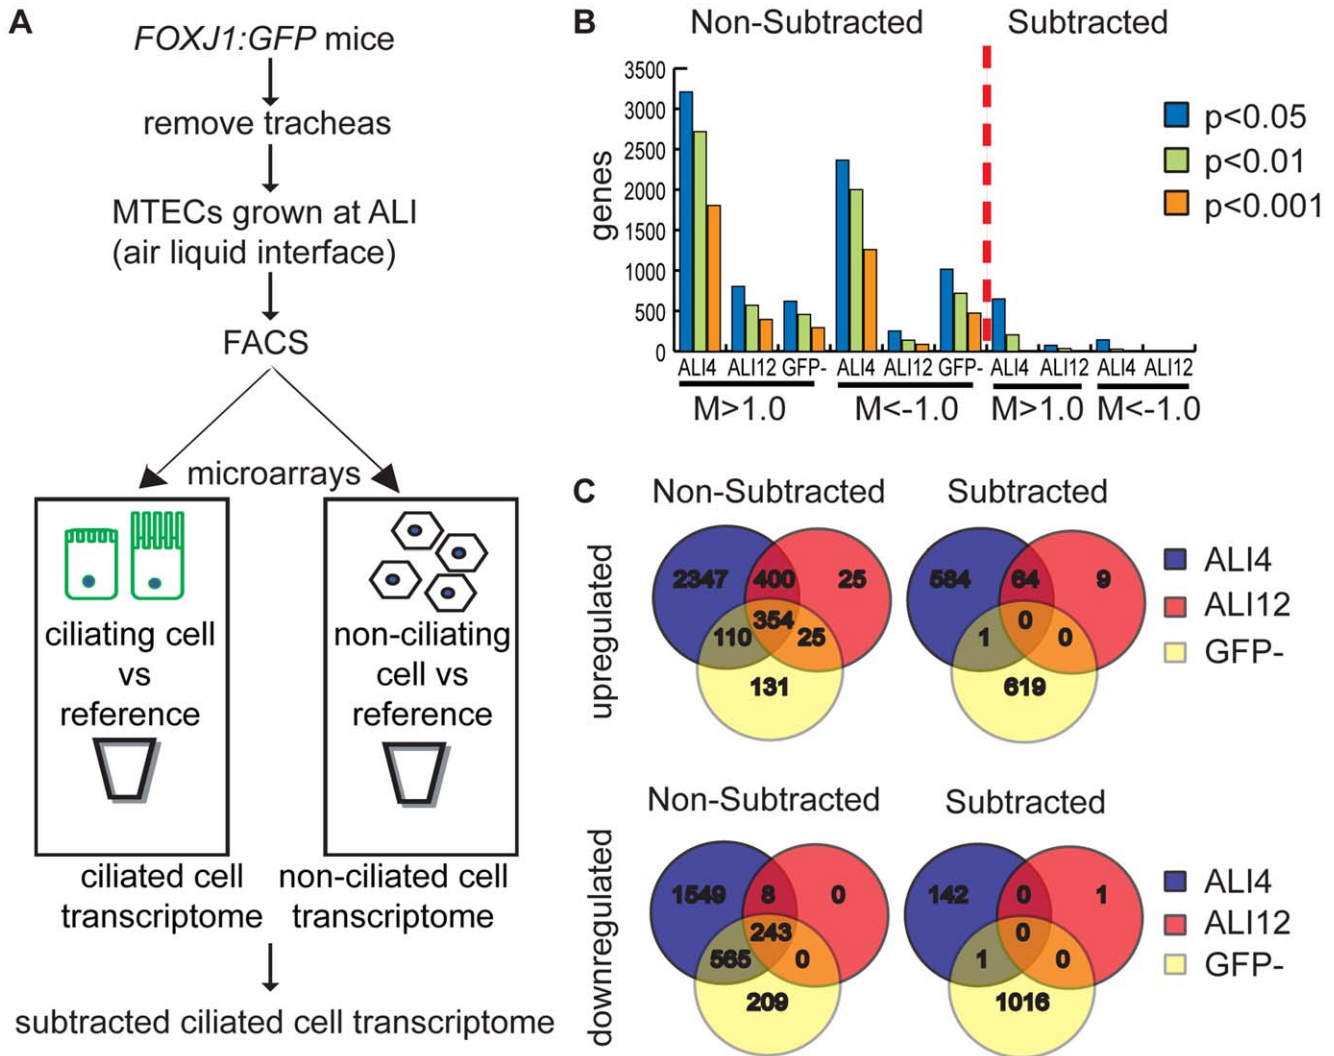 A
FOXJ1:GFP mice
remove tracheas
MTECs grown at ALI
(air liquid interface)
FACS
microarrays
ciliating cell
vs
reference
non-ciliating
cell vs
reference
ciliated cell
transcriptome
non-ciliated cell
transcriptome
subtracted ciliated cell transcriptome
B
Non-Subtracted
Subtracted
genes
3500
3000
2500
2000
1500
1000
500
0
ALI4 ALI12 GFP- ALI4 ALI12 GFP- ALI4 ALI12 ALI4 ALI12
M>1.0 M<-1.0 M>1.0 M<-1.0
p<0.05
p<0.01
p<0.001
C
Non-Subtracted
Subtracted
upregulated
2347 400 25
354
110 25
131
584 64 9
0
1 0
619
ALI4
ALI12
GFP-
Non-Subtracted
Subtracted
downregulated
1549 8 0
243
565 0
209
142 0 1
0
1 0
1016
ALI4
ALI12
GFP-